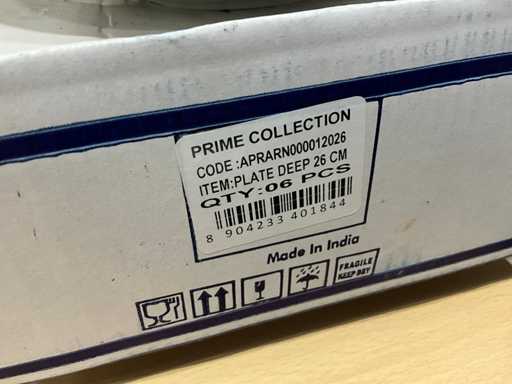 PRIME COLLECTION
CODE :APRARN000012026
ITEM:PLATE DEEP 26 CM
QTY:06 PCS
8 904233 401844
Made In India
FRAGILE
KEEP DRY